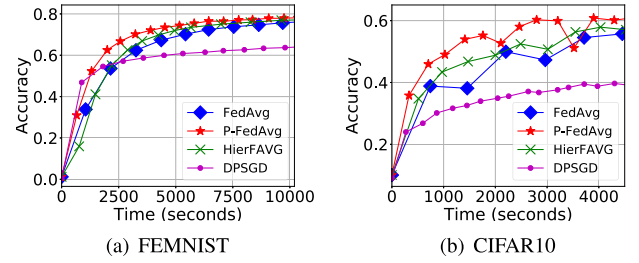 0.8
0.6
0.4
0.2
0.0
Accuracy
0 2500 5000 7500 10000
Time (seconds)
FedAvg
P-FedAvg
HierFAVG
DPSGD
(a) FEMNIST
0.6
0.4
0.2
Accuracy
0 1000 2000 3000 4000
Time (seconds)
FedAvg
P-FedAvg
HierFAVG
DPSGD
(b) CIFAR10